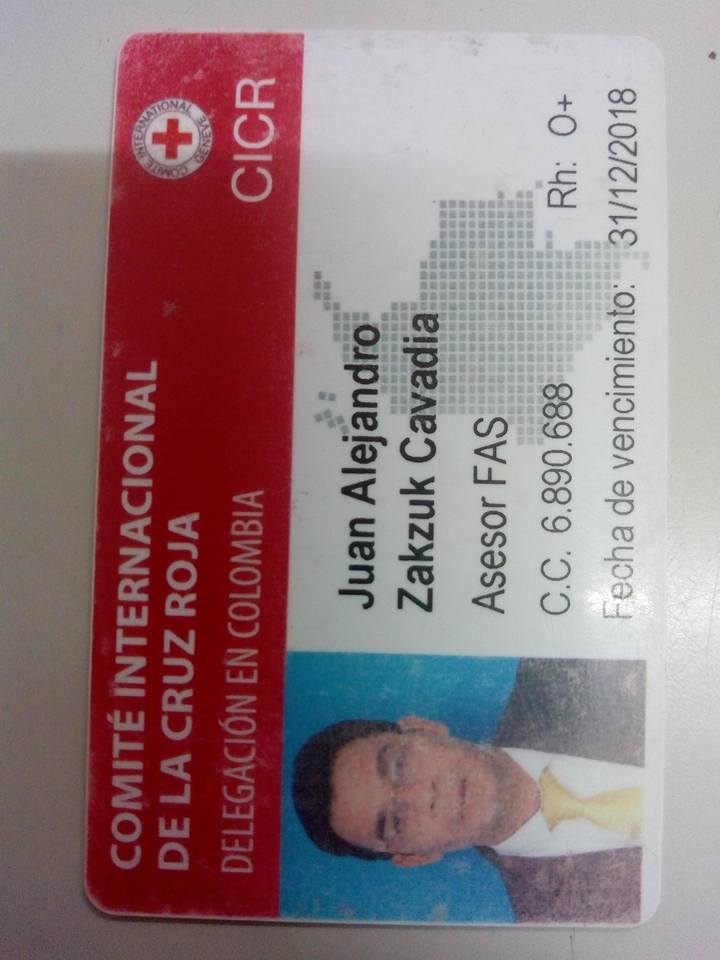 COMITÉ INTERNACIONAL
DE LA CRUZ ROJA
DELEGACIÓN EN COLOMBIA
COMITE INTERNATIONAL GENEVE
CICR
Juan Alejandro
Zakzuk Cavadia
Asesor FAS
C.C. 6.890.688 Rh: O+
Fecha de vencimiento: 31/12/2018